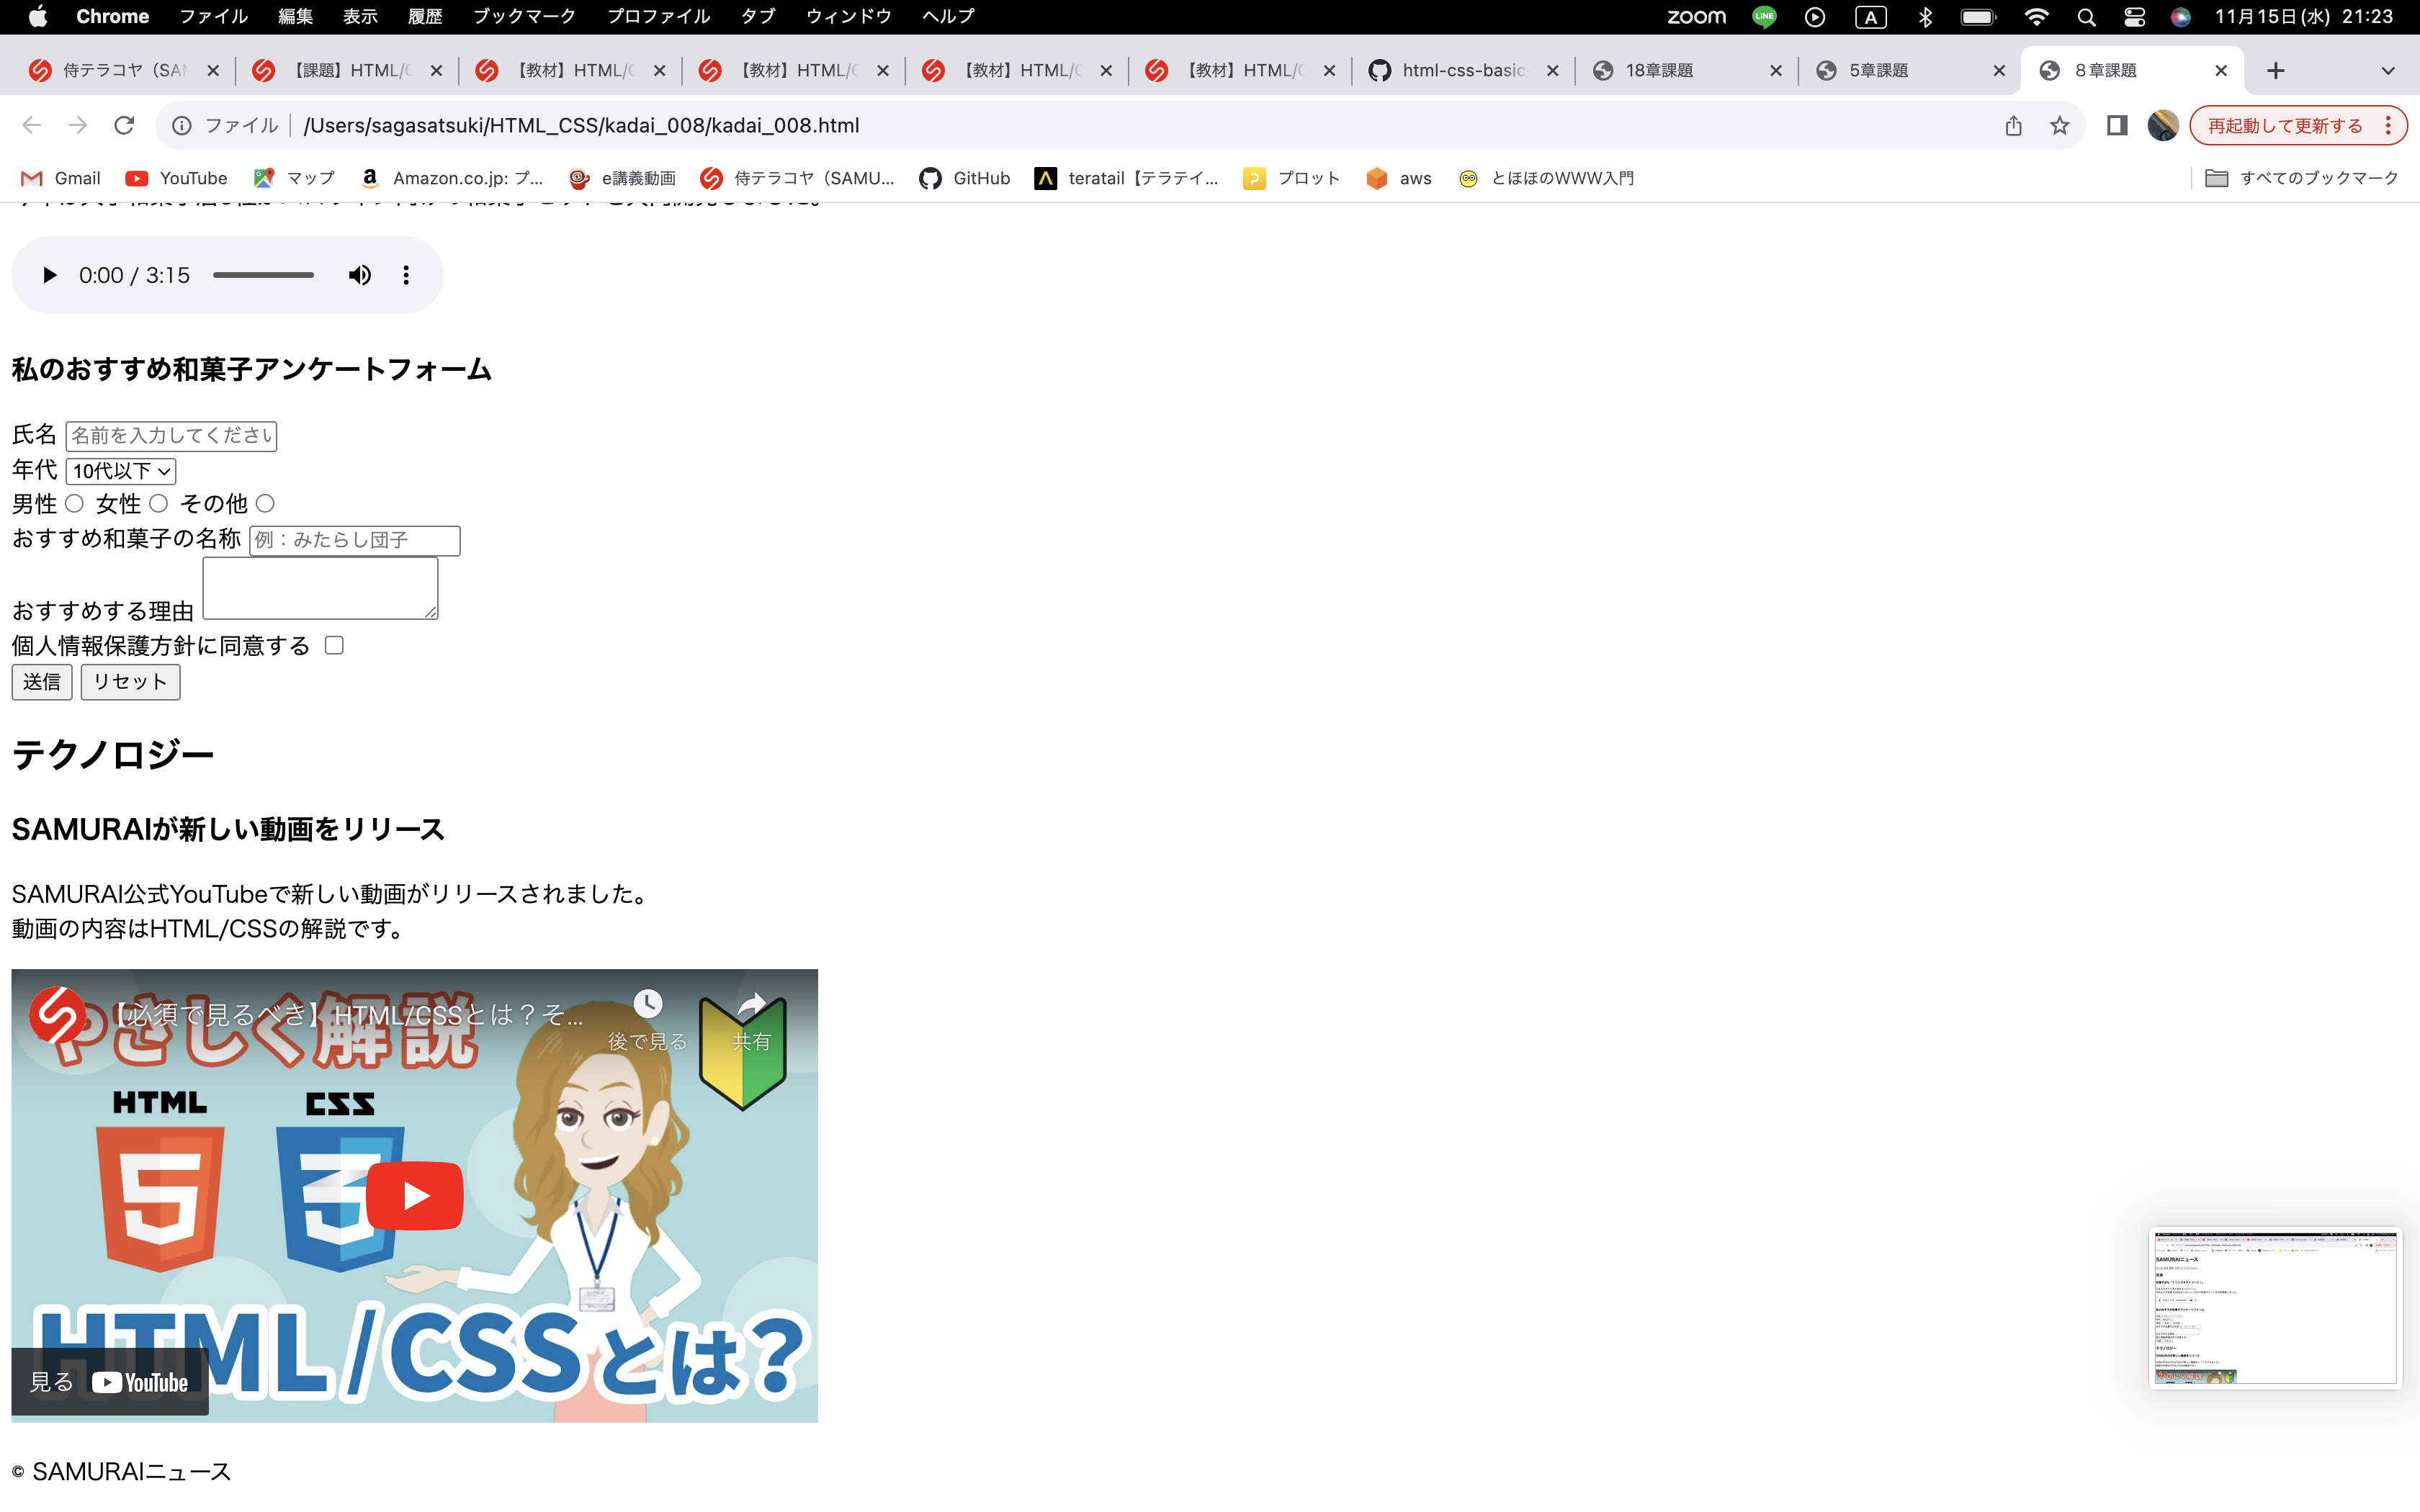 Chrome ファイル 編集 表示 履歴 ブックマーク プロファイル タブ ウィンドウ ヘルプ zoom LINE A 11月15日(水) 21:23
侍テラコヤ（SAM 【課題】HTML/C 【教材】HTML/C 【教材】HTML/C 【教材】HTML/C 【教材】HTML/C html-css-basic 18章課題 5章課題 ８章課題
ファイル /Users/sagasatsuki/HTML_CSS/kadai_008/kadai_008.html 再起動して更新する
Gmail YouTube マップ Amazon.co.jp: プ... e講義動画 侍テラコヤ（SAMU... GitHub teratail【テラテイ... プロット aws とほほのWWW入門 すべてのブックマーク
0:00 / 3:15
私のおすすめ和菓子アンケートフォーム
氏名 名前を入力してください
年代 10代以下
男性 女性 その他
おすすめ和菓子の名称 例：みたらし団子
おすすめする理由
個人情報保護方針に同意する
送信 リセット
テクノロジー
SAMURAIが新しい動画をリリース
SAMURAI公式YouTubeで新しい動画がリリースされました。
動画の内容はHTML/CSSの解説です。
【必須で見るべき】HTML/CSSとは？そ...
後で見る 共有
やさしく解説
HTML CSS
HTML/CSSとは?
見る YouTube
© SAMURAIニュース
SAMURAIニュース
テクノロジー